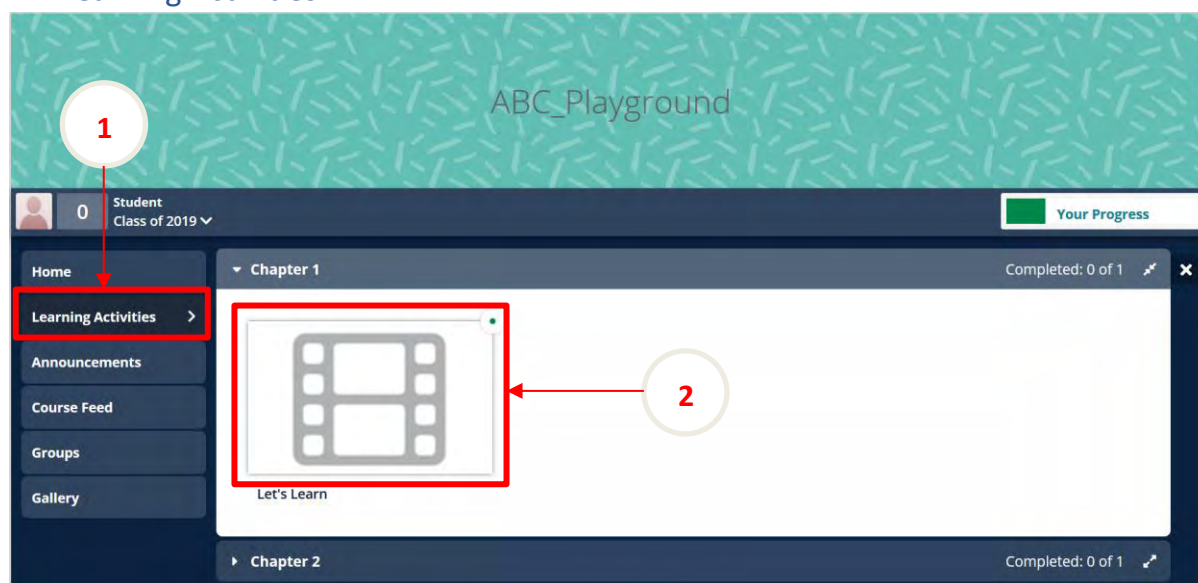 ABC_Playground
1
0
Student
Class of 2019
Your Progress
Home
Chapter 1
Completed: 0 of 1
Learning Activities
Announcements
Course Feed
2
Groups
Gallery
Let's Learn
Chapter 2
Completed: 0 of 1